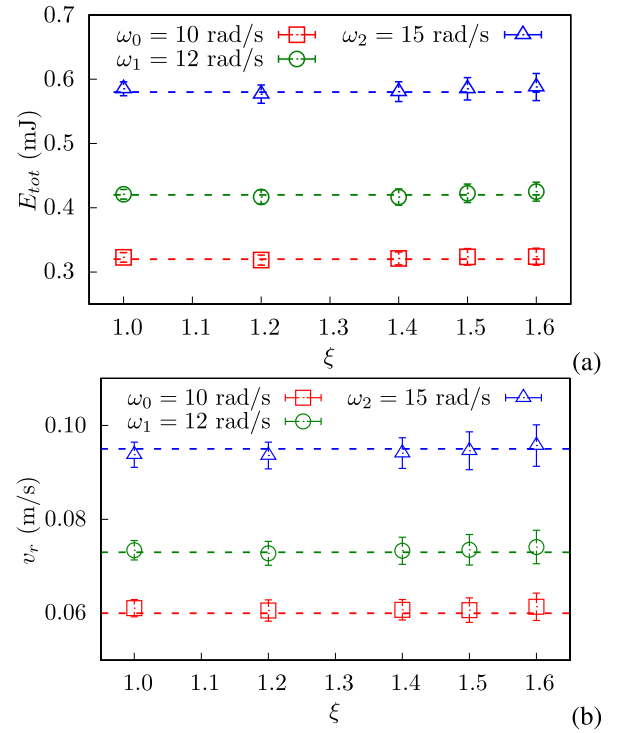 0.7
ω₀ = 10 rad/s ω₂ = 15 rad/s
ω₁ = 12 rad/s
0.6
0.5
0.4
0.3
E_tot (mJ)
1.0 1.1 1.2 1.3 1.4 1.5 1.6
ξ
(a)
ω₀ = 10 rad/s ω₂ = 15 rad/s
ω₁ = 12 rad/s
0.10
0.08
0.06
v_r (m/s)
1.0 1.1 1.2 1.3 1.4 1.5 1.6
ξ
(b)